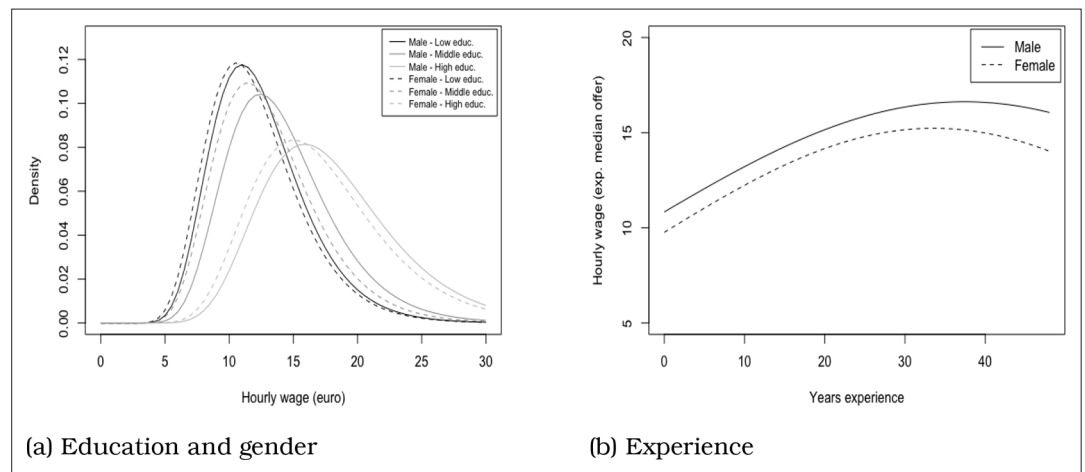 Density
0.00
0.02
0.04
0.06
0.08
0.10
0.12
Male - Low educ.
Male - Middle educ.
Male - High educ.
Female - Low educ.
Female - Middle educ.
Female - High educ.
0 5 10 15 20 25 30
Hourly wage (euro)
(a) Education and gender
Hourly wage (exp. median offer)
5
10
15
20
Male
Female
0 10 20 30 40
Years experience
(b) Experience